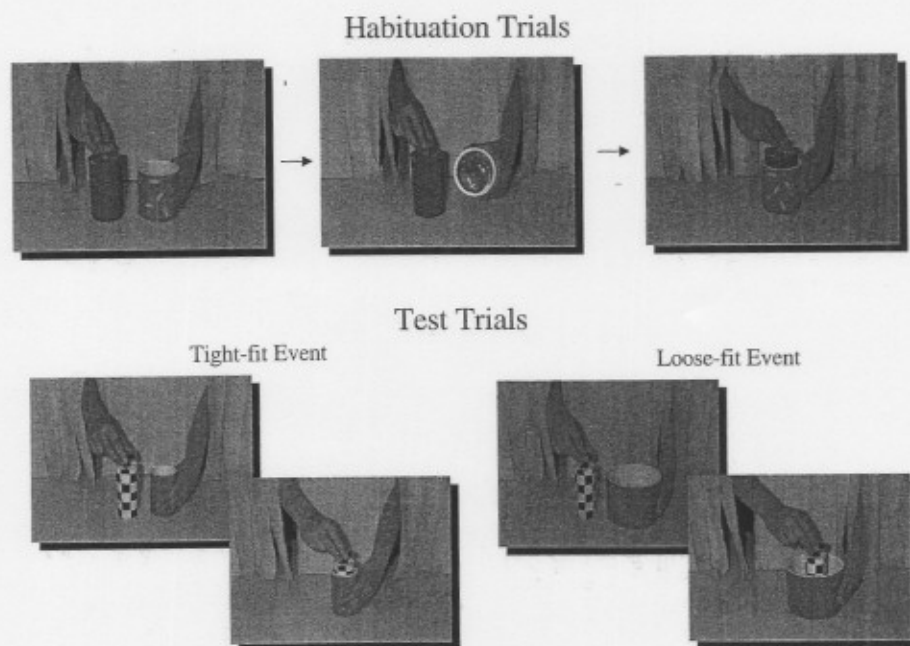 Habituation Trials
Test Trials
Tight-fit Event
Loose-fit Event